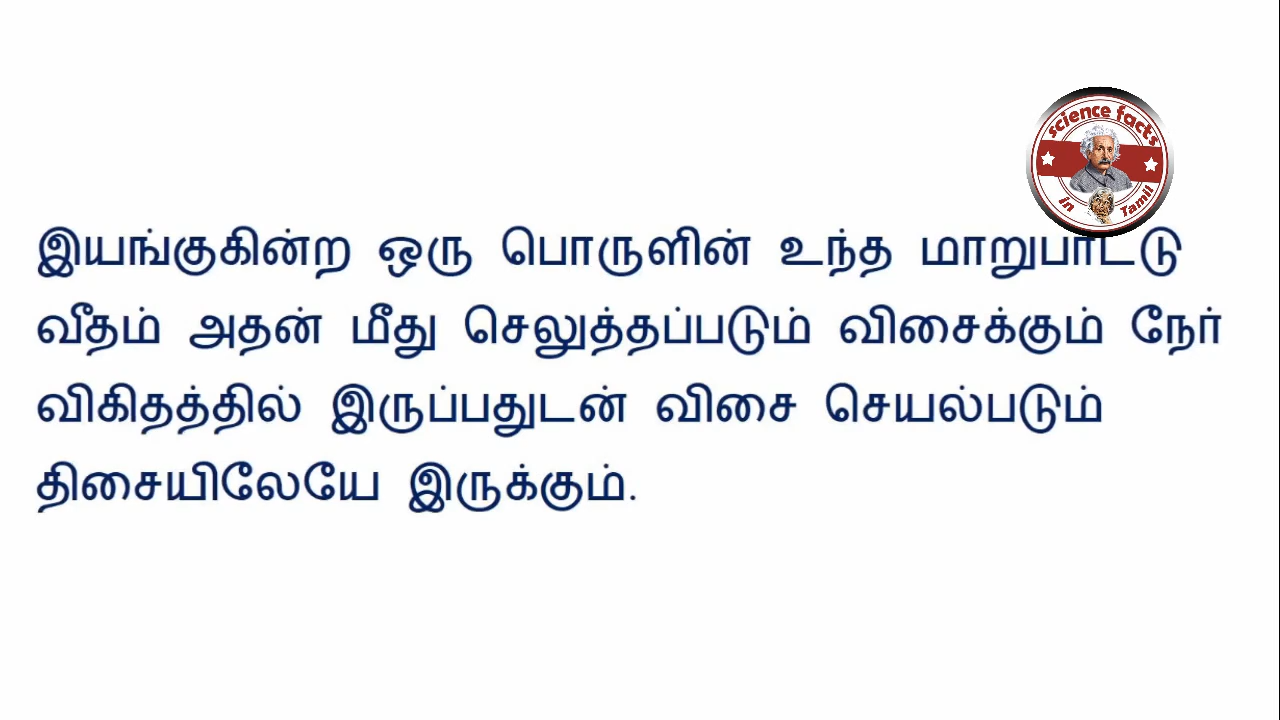 science facts
in Tamil
இயங்குகின்ற ஒரு பொருளின் உந்த மாறுபாட்டு
வீதம் அதன் மீது செலுத்தப்படும் விசைக்கும் நேர்
விகிதத்தில் இருப்பதுடன் விசை செயல்படும்
திசையிலேயே இருக்கும்.